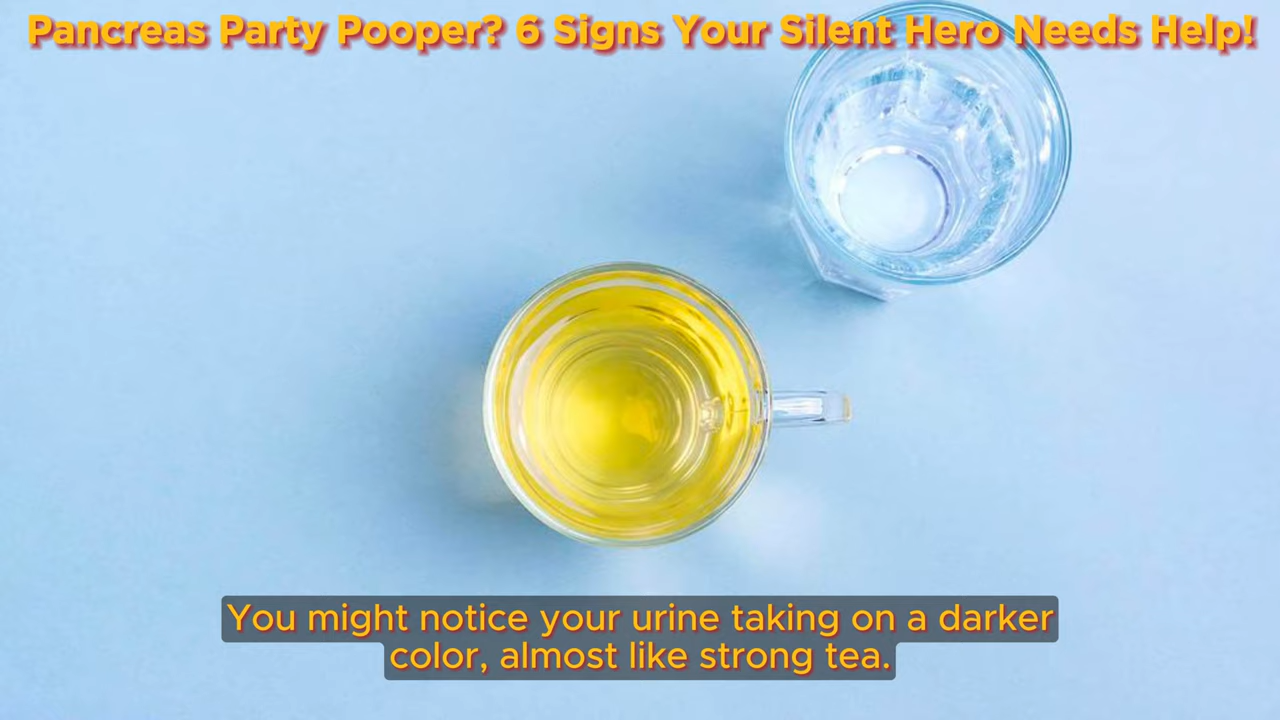 Pancreas Party Pooper? 6 Signs Your Silent Hero Needs Help!
You might notice your urine taking on a darker
color, almost like strong tea.